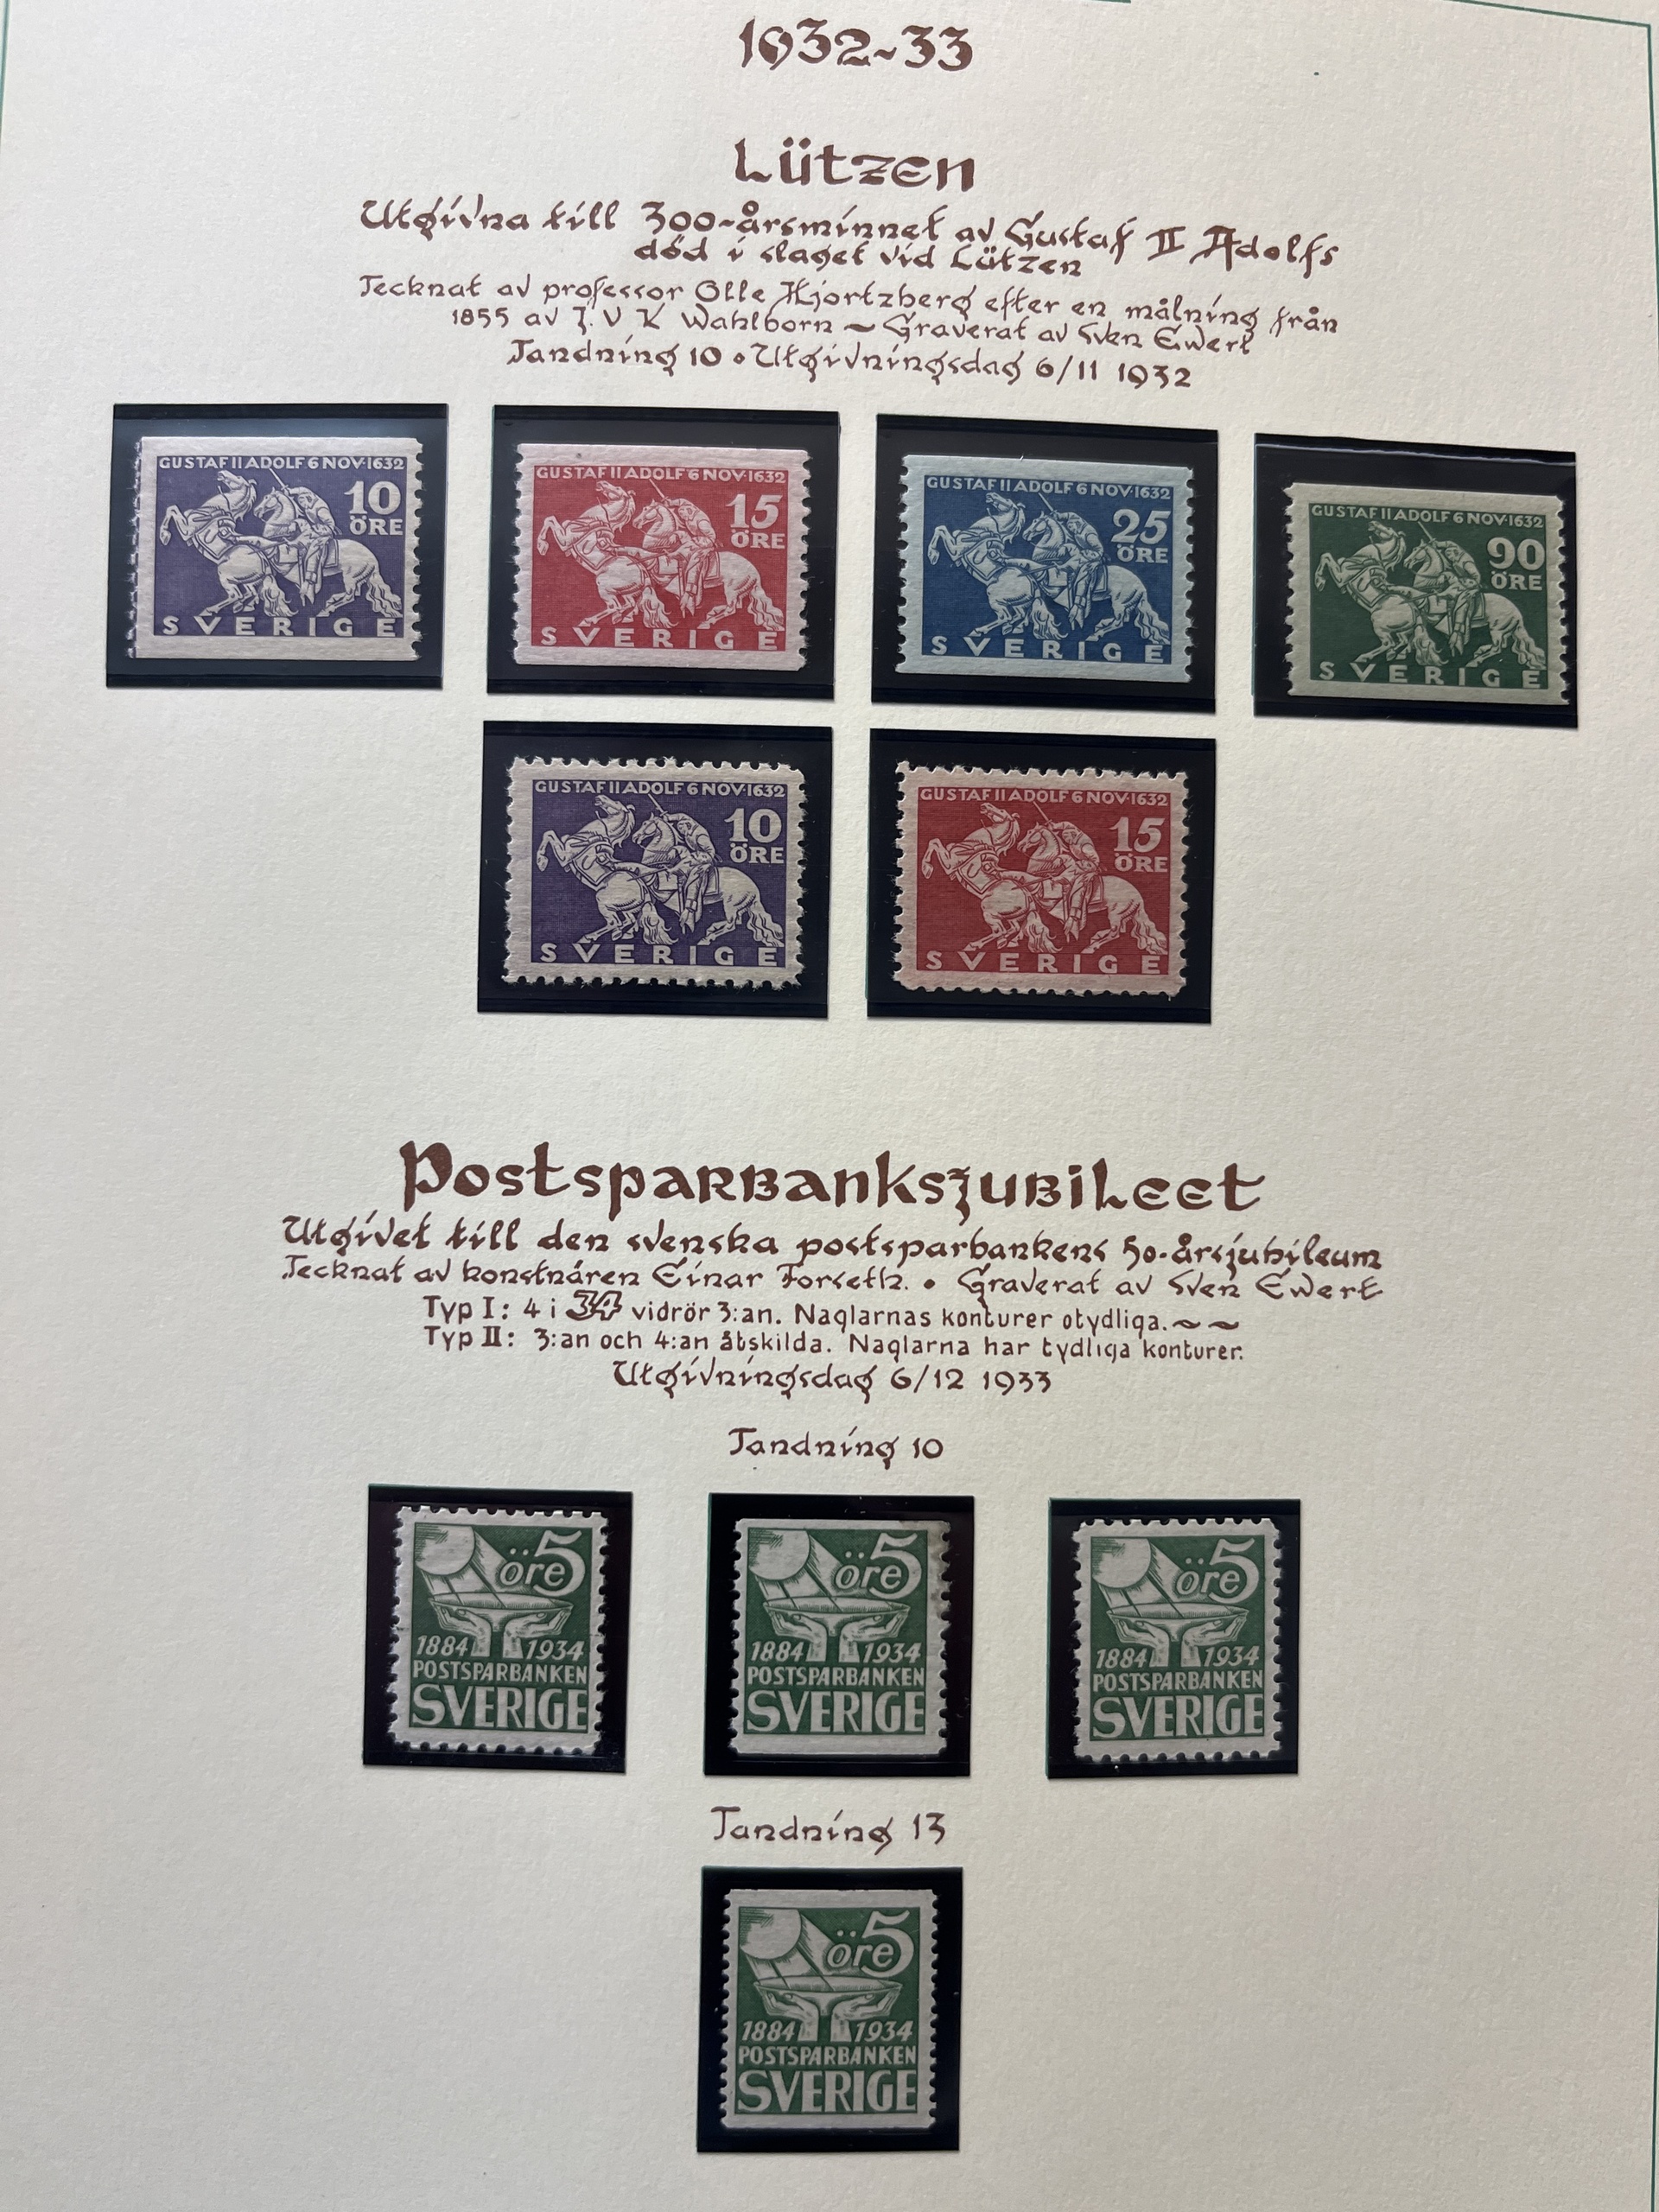 1932-33
Lützen
Utgivna till 300-årsminnet av Gustaf II Adolfs
död i slaget vid Lützen
Tecknat av professor Olle Hjortzberg efter en målning från
1855 av J. V K Wahlborn ~ Graverat av Sven Ewert
Tandning 10 • Utgivningsdag 6/11 1932
GUSTAF II ADOLF 6 NOV·1632
10
ÖRE
SVERIGE
GUSTAF II ADOLF 6 NOV·1632
15
ÖRE
SVERIGE
GUSTAF II ADOLF 6 NOV·1632
25
ÖRE
SVERIGE
GUSTAF II ADOLF 6 NOV·1632
90
ÖRE
SVERIGE
GUSTAF II ADOLF 6 NOV·1632
10
ÖRE
SVERIGE
GUSTAF II ADOLF 6 NOV·1632
15
ÖRE
SVERIGE
Postsparbanksjubileet
Utgivet till den svenska postsparbankens 50-årsjubileum
Tecknat av konstnären Einar Forseth. • Graverat av Sven Ewert
Typ I: 4 i 34 vidrör 3:an. Naglarnas konturer otydliga. ~ ~
Typ II: 3:an och 4:an åtskilda. Naglarna har tydliga konturer.
Utgivningsdag 6/12 1933
Tandning 10
öre 5
1884 1934
POSTSPARBANKEN
SVERIGE
öre 5
1884 1934
POSTSPARBANKEN
SVERIGE
öre 5
1884 1934
POSTSPARBANKEN
SVERIGE
Tandning 13
öre 5
1884 1934
POSTSPARBANKEN
SVERIGE